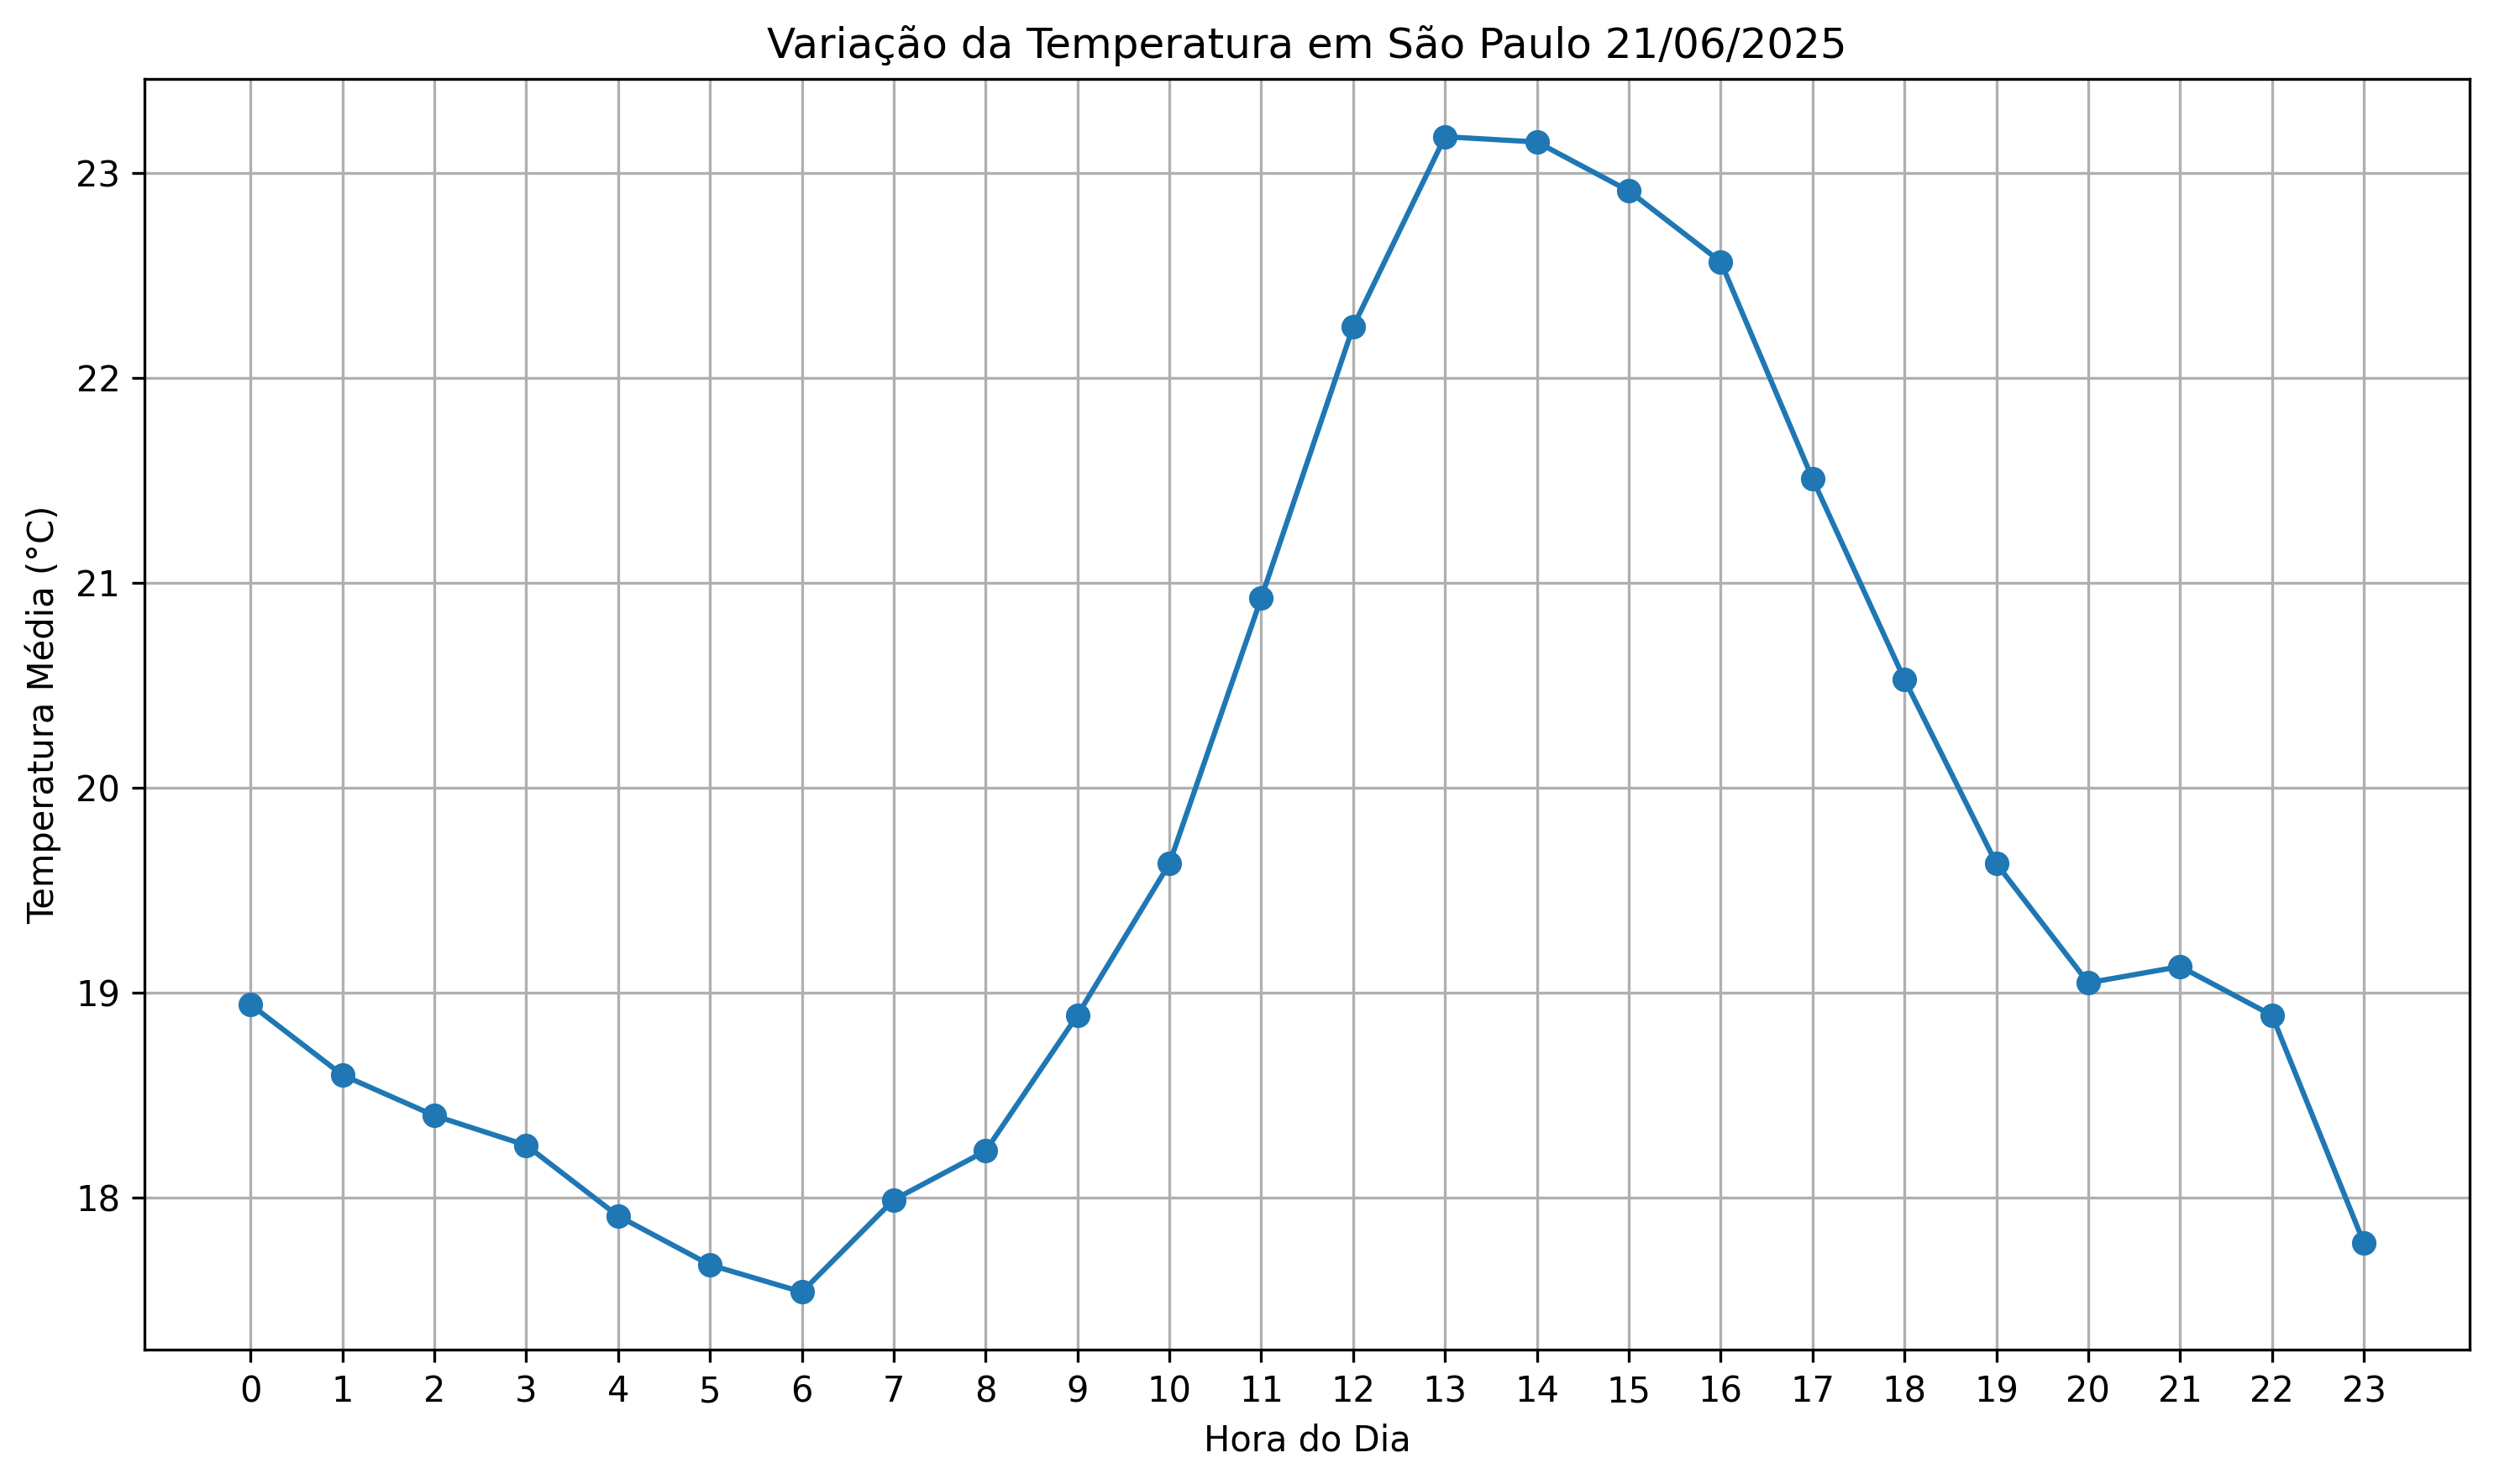 Variação da Temperatura em São Paulo 21/06/2025
Temperatura Média (°C)
23
22
21
20
19
18
0 1 2 3 4 5 6 7 8 9 10 11 12 13 14 15 16 17 18 19 20 21 22 23
Hora do Dia